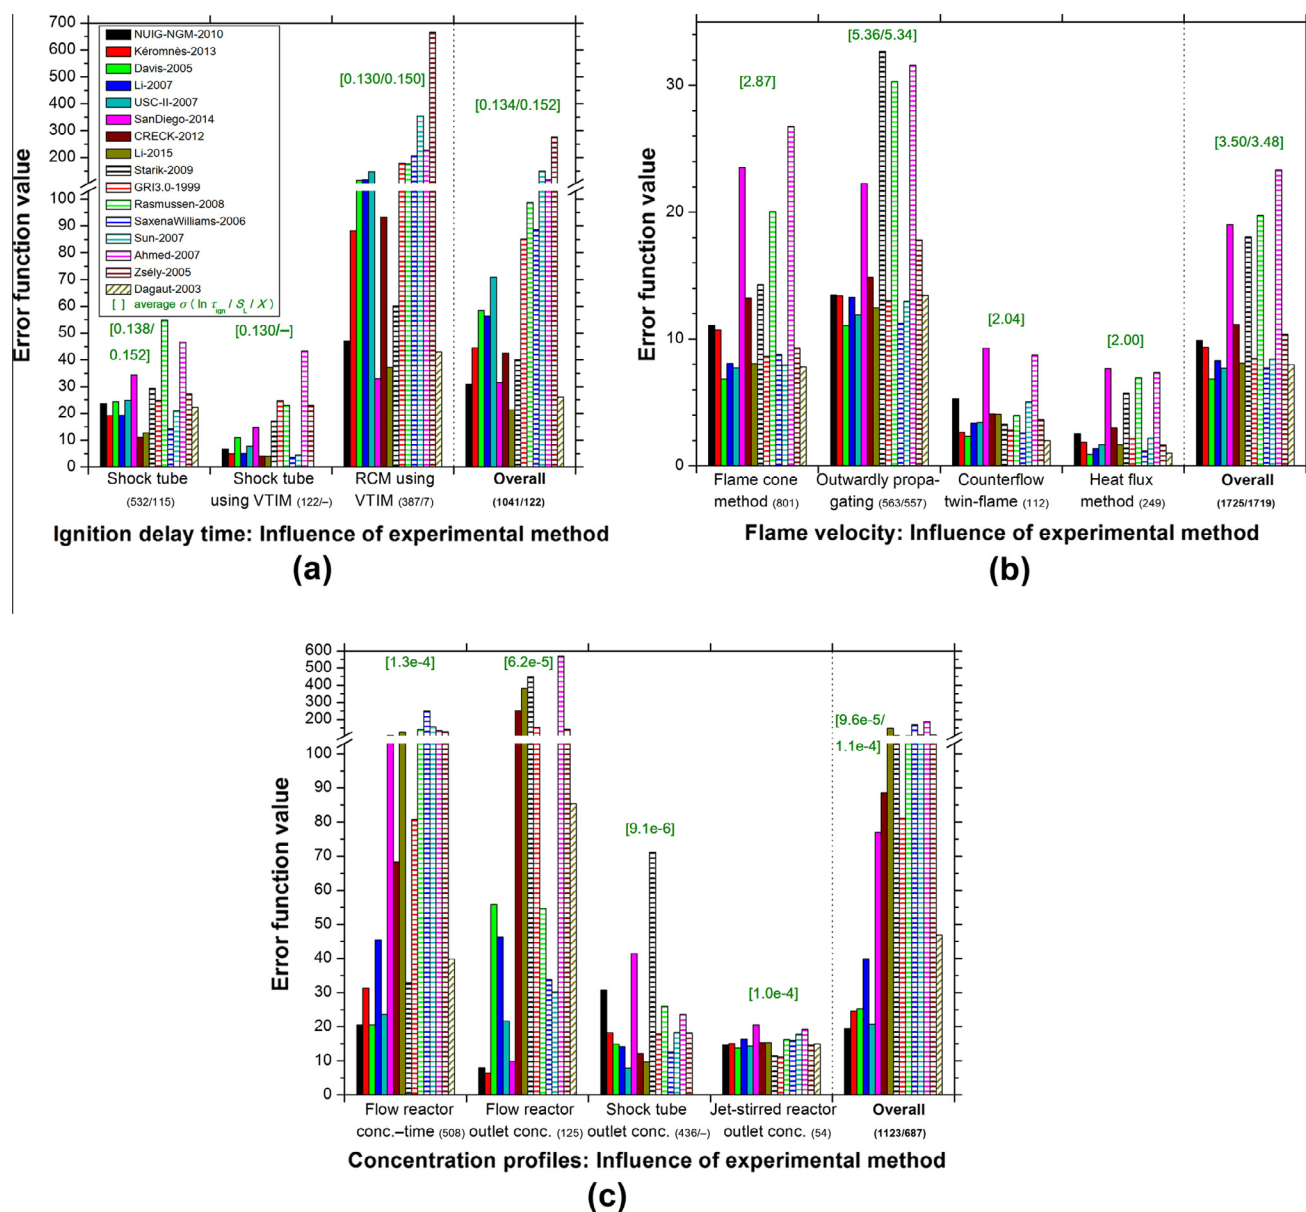 700
600
500
400
300
200
100
90
80
70
60
50
40
30
20
10
0
Error function value
NUIG-NGM-2010
Kéromnès-2013
Davis-2005
Li-2007
USC-II-2007
SanDiego-2014
CRECK-2012
Li-2015
Starik-2009
GRI3.0-1999
Rasmussen-2008
SaxenaWilliams-2006
Sun-2007
Ahmed-2007
Zsély-2005
Dagaut-2003
[ ] average σ ( ln τign / SL / X )
[0.138/
0.152]
[0.130/–]
[0.130/0.150]
[0.134/0.152]
Shock tube
(532/115)
Shock tube
using VTIM (122/–)
RCM using
VTIM (387/7)
Overall
(1041/122)
Ignition delay time: Influence of experimental method
(a)
30
20
10
0
Error function value
[2.87]
[5.36/5.34]
[2.04]
[2.00]
[3.50/3.48]
Flame cone
method (801)
Outwardly propa-
gating (563/557)
Counterflow
twin-flame (112)
Heat flux
method (249)
Overall
(1725/1719)
Flame velocity: Influence of experimental method
(b)
600
500
400
300
200
100
90
80
70
60
50
40
30
20
10
0
Error function value
[1.3e-4]
[6.2e-5]
[9.1e-6]
[1.0e-4]
[9.6e-5/
1.1e-4]
Flow reactor
conc.–time (508)
Flow reactor
outlet conc. (125)
Shock tube
outlet conc. (436/–)
Jet-stirred reactor
outlet conc. (54)
Overall
(1123/687)
Concentration profiles: Influence of experimental method
(c)